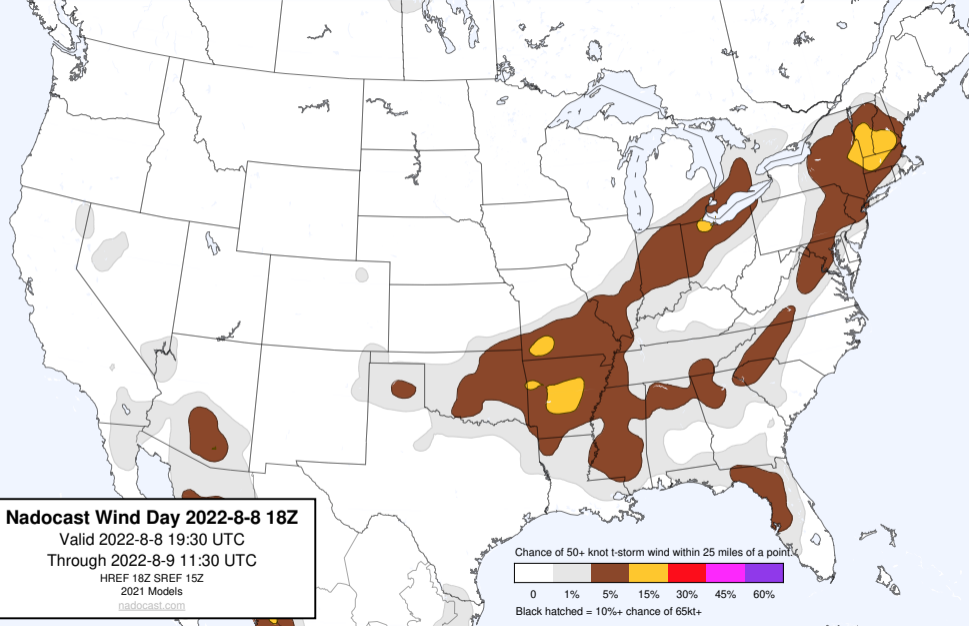 Nadocast Wind Day 2022-8-8 18Z
Valid 2022-8-8 19:30 UTC
Through 2022-8-9 11:30 UTC
HREF 18Z SREF 15Z
2021 Models
nadocast.com
Chance of 50+ knot t-storm wind within 25 miles of a point.
0 1% 5% 15% 30% 45% 60%
Black hatched = 10%+ chance of 65kt+